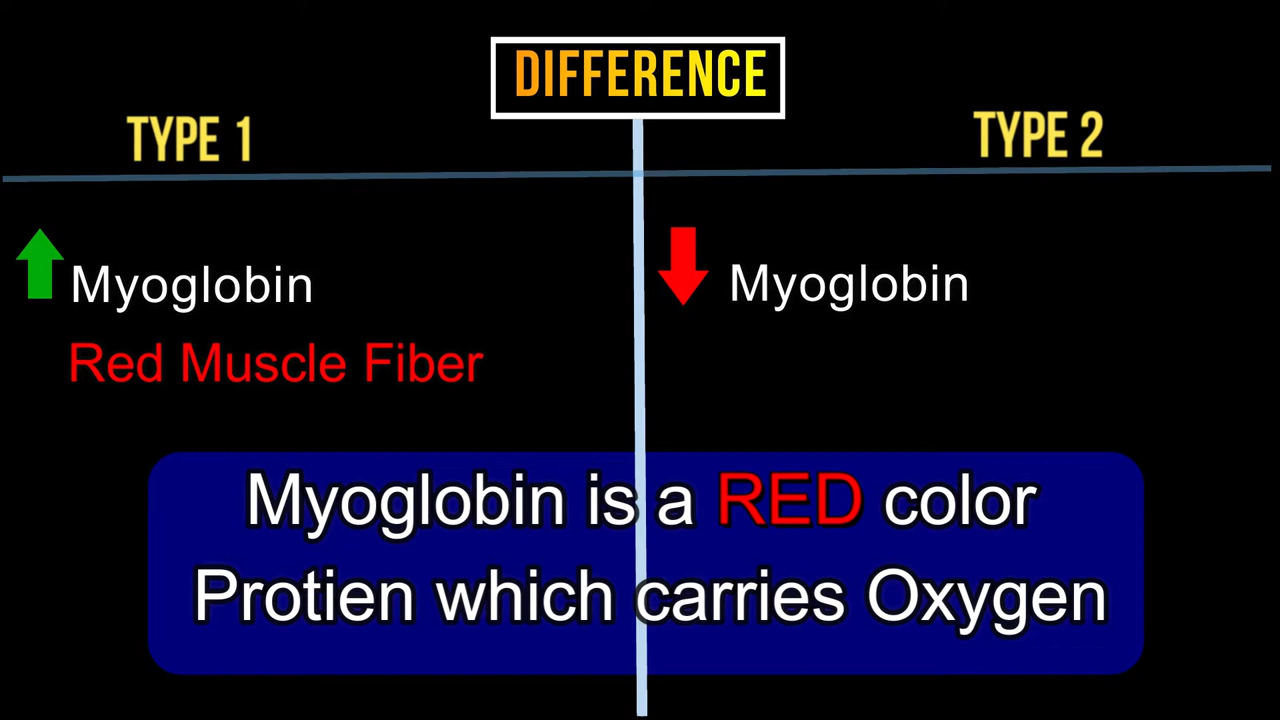 DIFFERENCE
TYPE 1
TYPE 2
Myoglobin
Myoglobin
Red Muscle Fiber
Myoglobin is a RED color
Protien which carries Oxygen